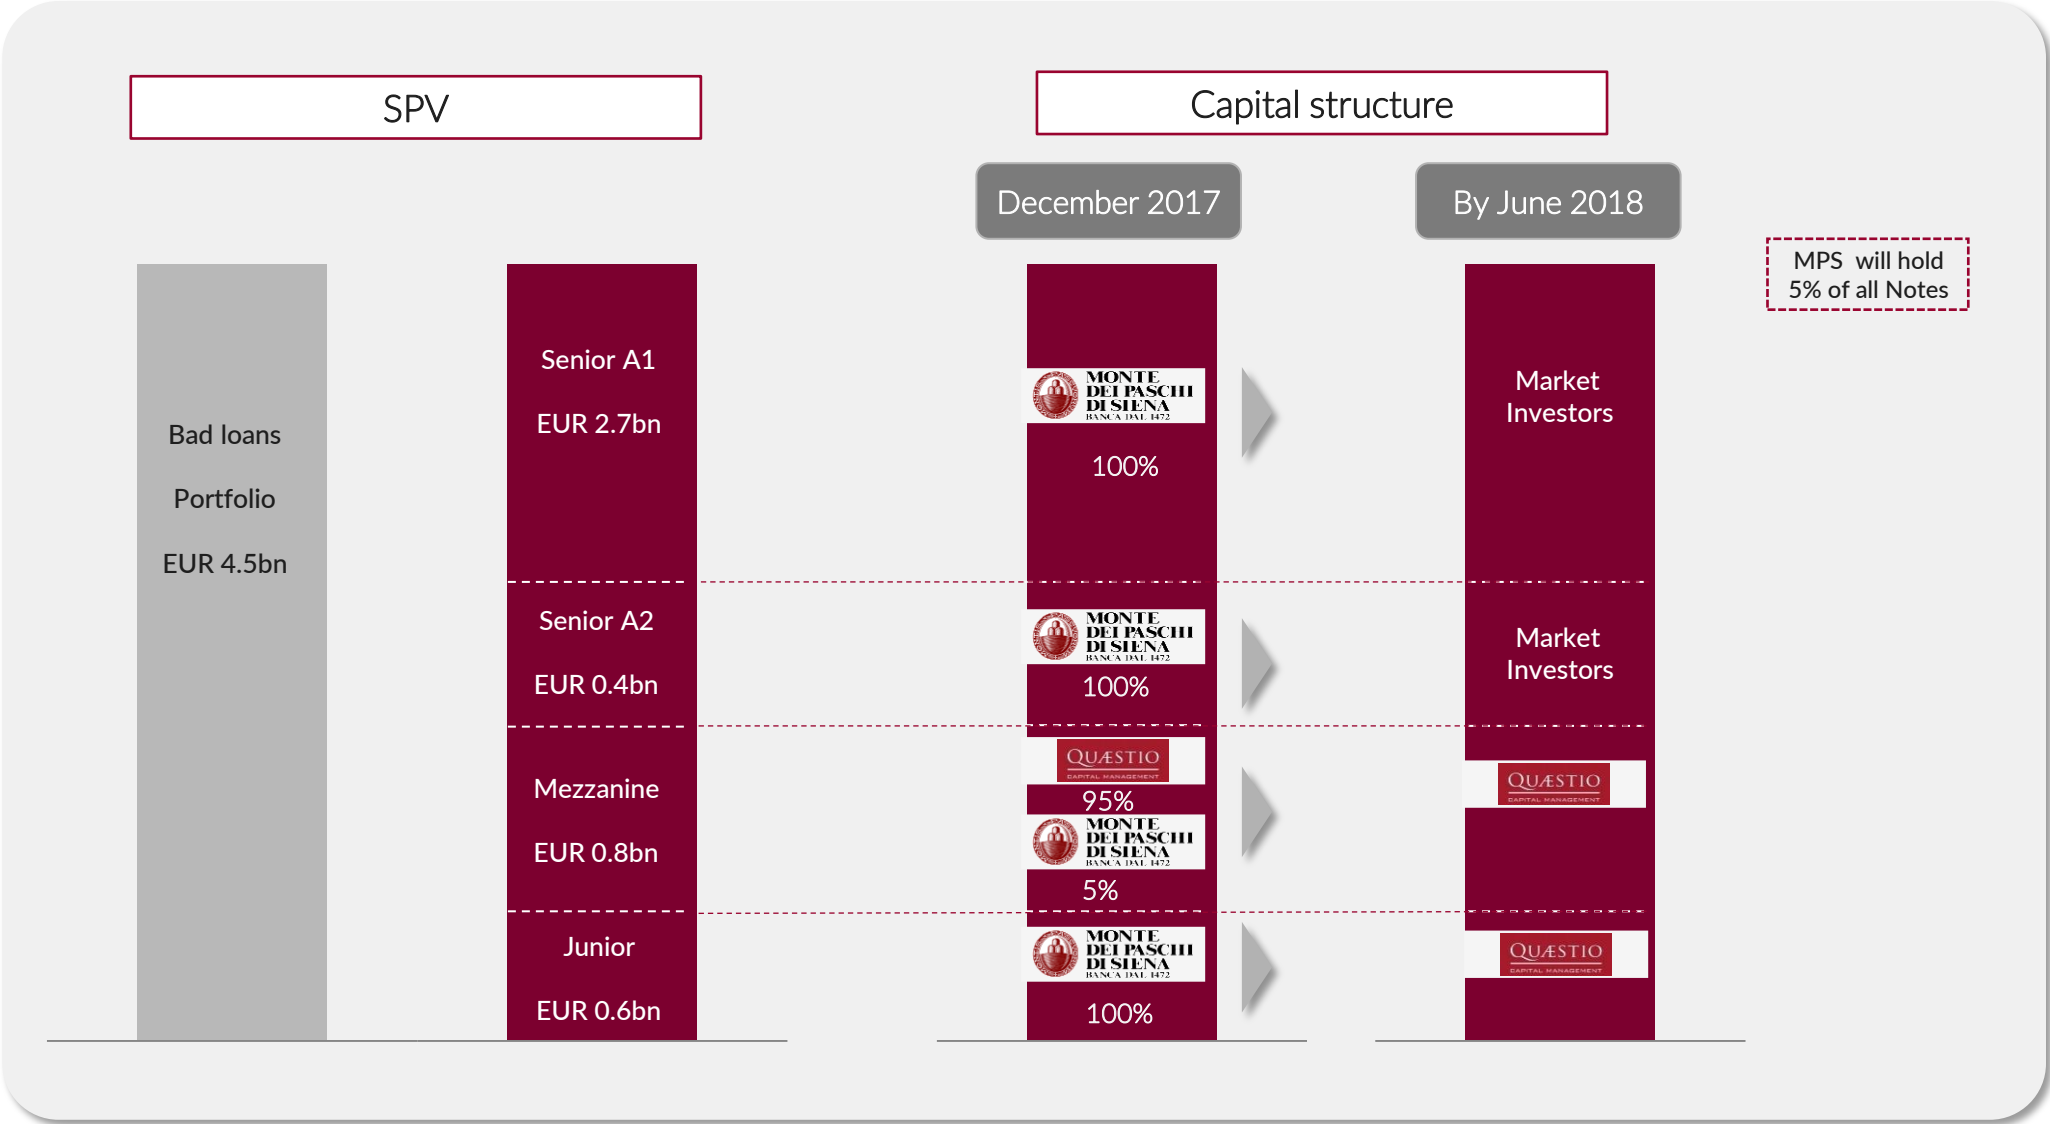 SPV
Capital structure
December 2017
By June 2018
MPS will hold
5% of all Notes
Bad loans
Portfolio
EUR 4.5bn
Senior A1
EUR 2.7bn
MONTE
DEI PASCHI
DI SIENA
BANCA DAL 1472
100%
Market
Investors
Senior A2
EUR 0.4bn
MONTE
DEI PASCHI
DI SIENA
BANCA DAL 1472
100%
Market
Investors
Mezzanine
EUR 0.8bn
QUÆSTIO
CAPITAL MANAGEMENT
95%
MONTE
DEI PASCHI
DI SIENA
BANCA DAL 1472
5%
QUÆSTIO
CAPITAL MANAGEMENT
Junior
EUR 0.6bn
MONTE
DEI PASCHI
DI SIENA
BANCA DAL 1472
100%
QUÆSTIO
CAPITAL MANAGEMENT